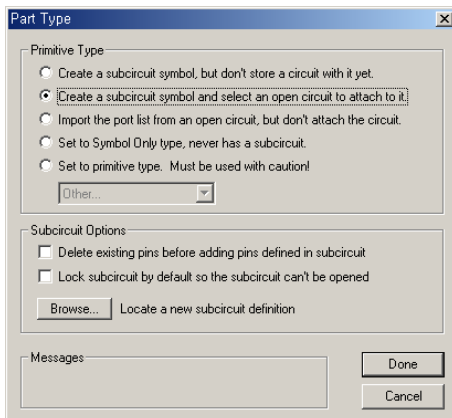 Part Type
Primitive Type
Create a subcircuit symbol, but don't store a circuit with it yet.
Create a subcircuit symbol and select an open circuit to attach to it.
Import the port list from an open circuit, but don't attach the circuit.
Set to Symbol Only type, never has a subcircuit.
Set to primitive type.  Must be used with caution!
Other...
Subcircuit Options
Delete existing pins before adding pins defined in subcircuit
Lock subcircuit by default so the subcircuit can't be opened
Browse... Locate a new subcircuit definition
Messages
Done
Cancel